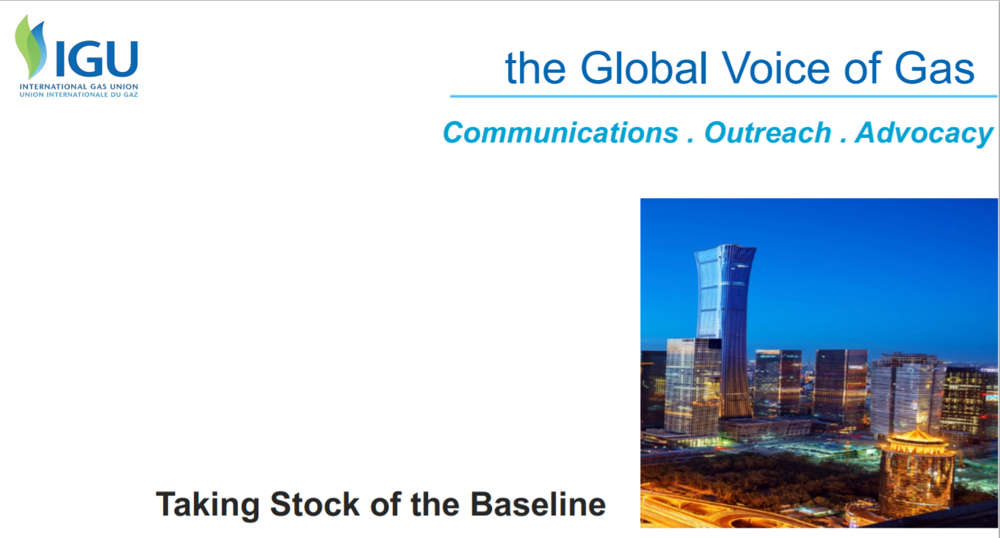 IGU
INTERNATIONAL GAS UNION
UNION INTERNATIONALE DU GAZ
the Global Voice of Gas
Communications . Outreach . Advocacy
Taking Stock of the Baseline